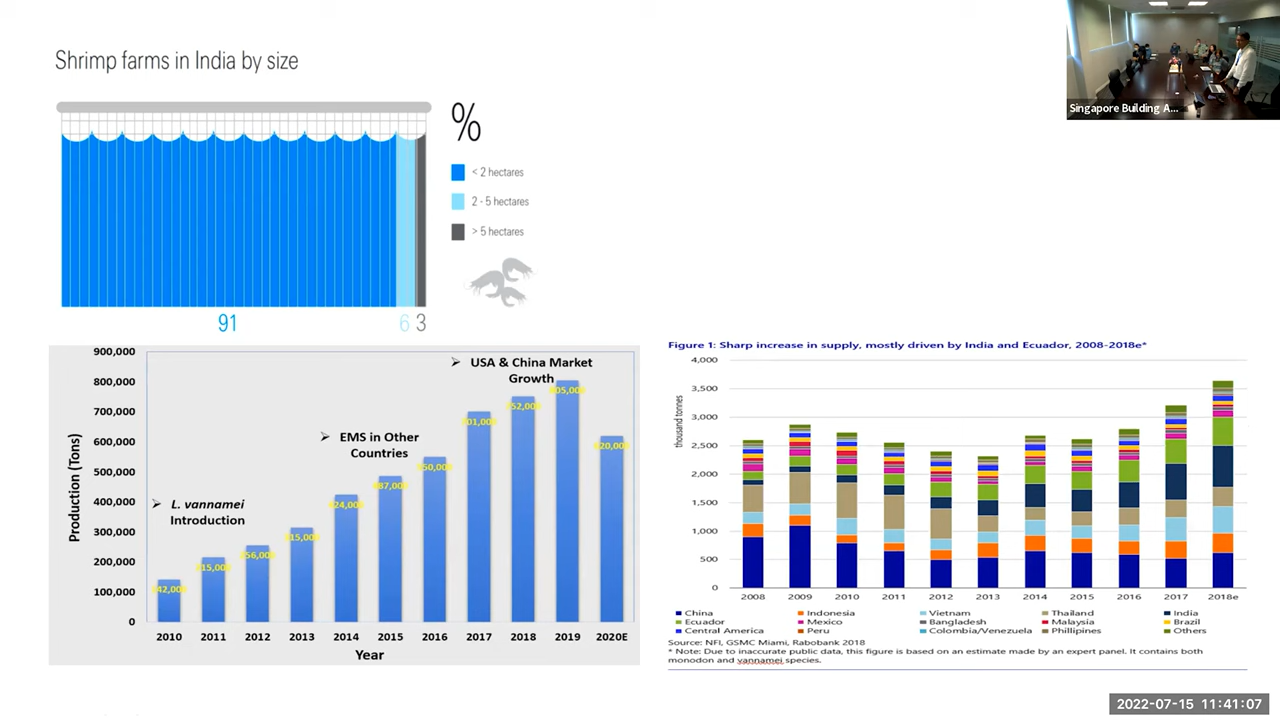 Shrimp farms in India by size
%
< 2 hectares
2 - 5 hectares
> 5 hectares
91 6 3
Singapore Building A...
900,000
800,000
700,000
600,000
500,000
400,000
300,000
200,000
100,000
0
Production (Tons)
➢ L. vannamei
Introduction
➢ EMS in Other
Countries
➢ USA & China Market
Growth
2010 2011 2012 2013 2014 2015 2016 2017 2018 2019 2020E
Year
Figure 1: Sharp increase in supply, mostly driven by India and Ecuador, 2008-2018e*
thousand tonnes
4,000
3,500
3,000
2,500
2,000
1,500
1,000
500
0
2008 2009 2010 2011 2012 2013 2014 2015 2016 2017 2018e
China Indonesia Vietnam Thailand India
Ecuador Mexico Bangladesh Malaysia Brazil
Central America Peru Colombia/Venezuela Phillipines Others
Source: NFI, GSMC Miami, Rabobank 2018
* Note: Due to inaccurate public data, this figure is based on an estimate made by an expert panel. It contains both
monodon and vannamei species.
2022-07-15 11:41:07